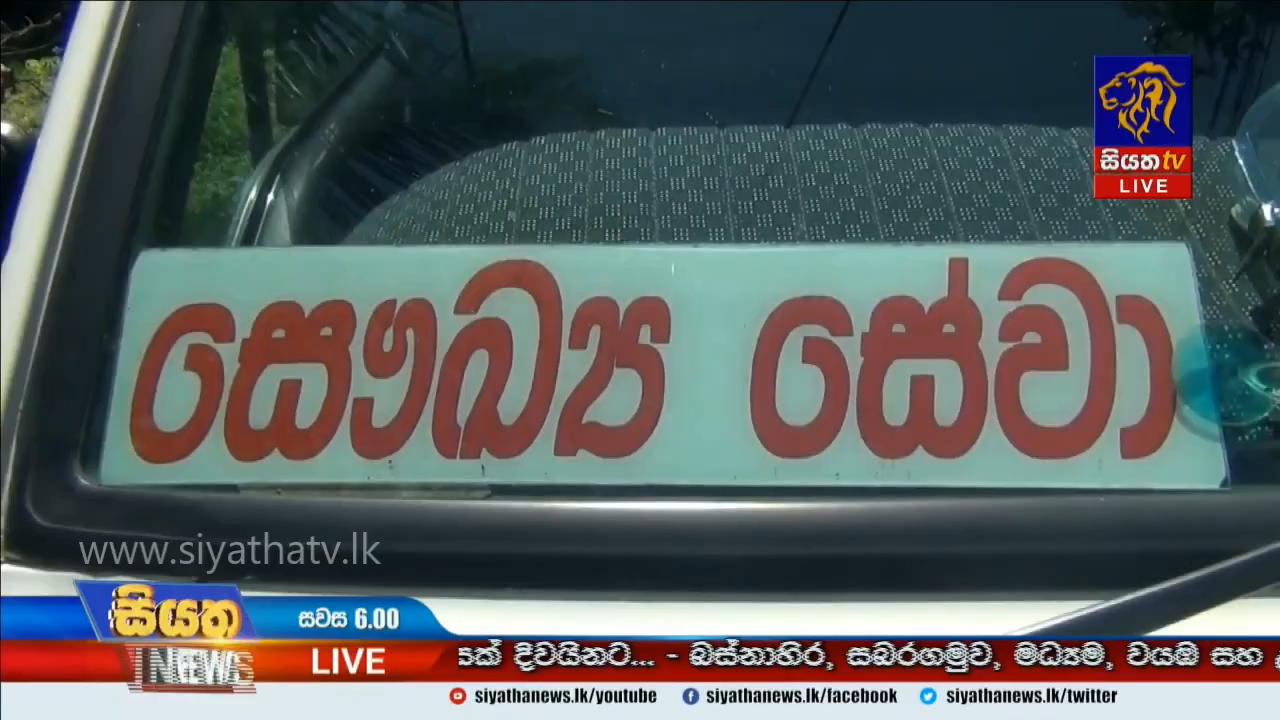 සියත tv
LIVE
සෞඛ්‍ය සේවා
www.siyathatv.lk
සියත
සවස 6.00
NEWS
LIVE
දිවයිනට... - බස්නාහිර, සබරගමුව, මධ්‍යම, වයඹ සහ
siyathanews.lk/youtube
siyathanews.lk/facebook
siyathanews.lk/twitter